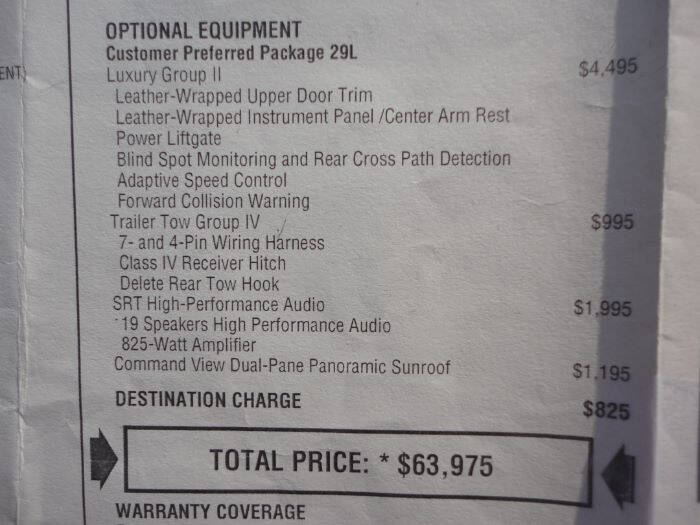 OPTIONAL EQUIPMENT
Customer Preferred Package 29L
ENT)
Luxury Group II $4,495
Leather-Wrapped Upper Door Trim
Leather-Wrapped Instrument Panel /Center Arm Rest
Power Liftgate
Blind Spot Monitoring and Rear Cross Path Detection
Adaptive Speed Control
Forward Collision Warning
Trailer Tow Group IV $995
7- and 4-Pin Wiring Harness
Class IV Receiver Hitch
Delete Rear Tow Hook
SRT High-Performance Audio $1,995
19 Speakers High Performance Audio
825-Watt Amplifier
Command View Dual-Pane Panoramic Sunroof $1,195
DESTINATION CHARGE $825
TOTAL PRICE: * $63,975
WARRANTY COVERAGE